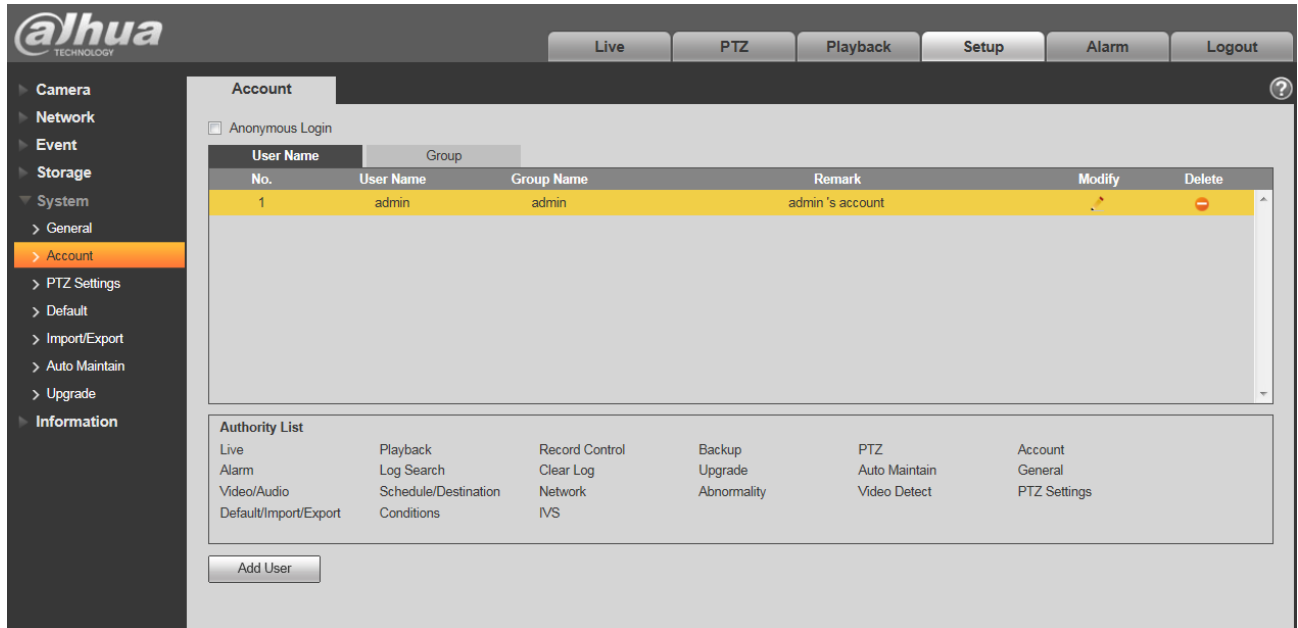 alhua
TECHNOLOGY
Live PTZ Playback Setup Alarm Logout
Camera
Network
Event
Storage
System
General
Account
PTZ Settings
Default
Import/Export
Auto Maintain
Upgrade
Information
Account ?
Anonymous Login
User Name Group
No. User Name Group Name Remark Modify Delete
1 admin admin admin 's account
Authority List
Live Playback Record Control Backup PTZ Account
Alarm Log Search Clear Log Upgrade Auto Maintain General
Video/Audio Schedule/Destination Network Abnormality Video Detect PTZ Settings
Default/Import/Export Conditions IVS
Add User